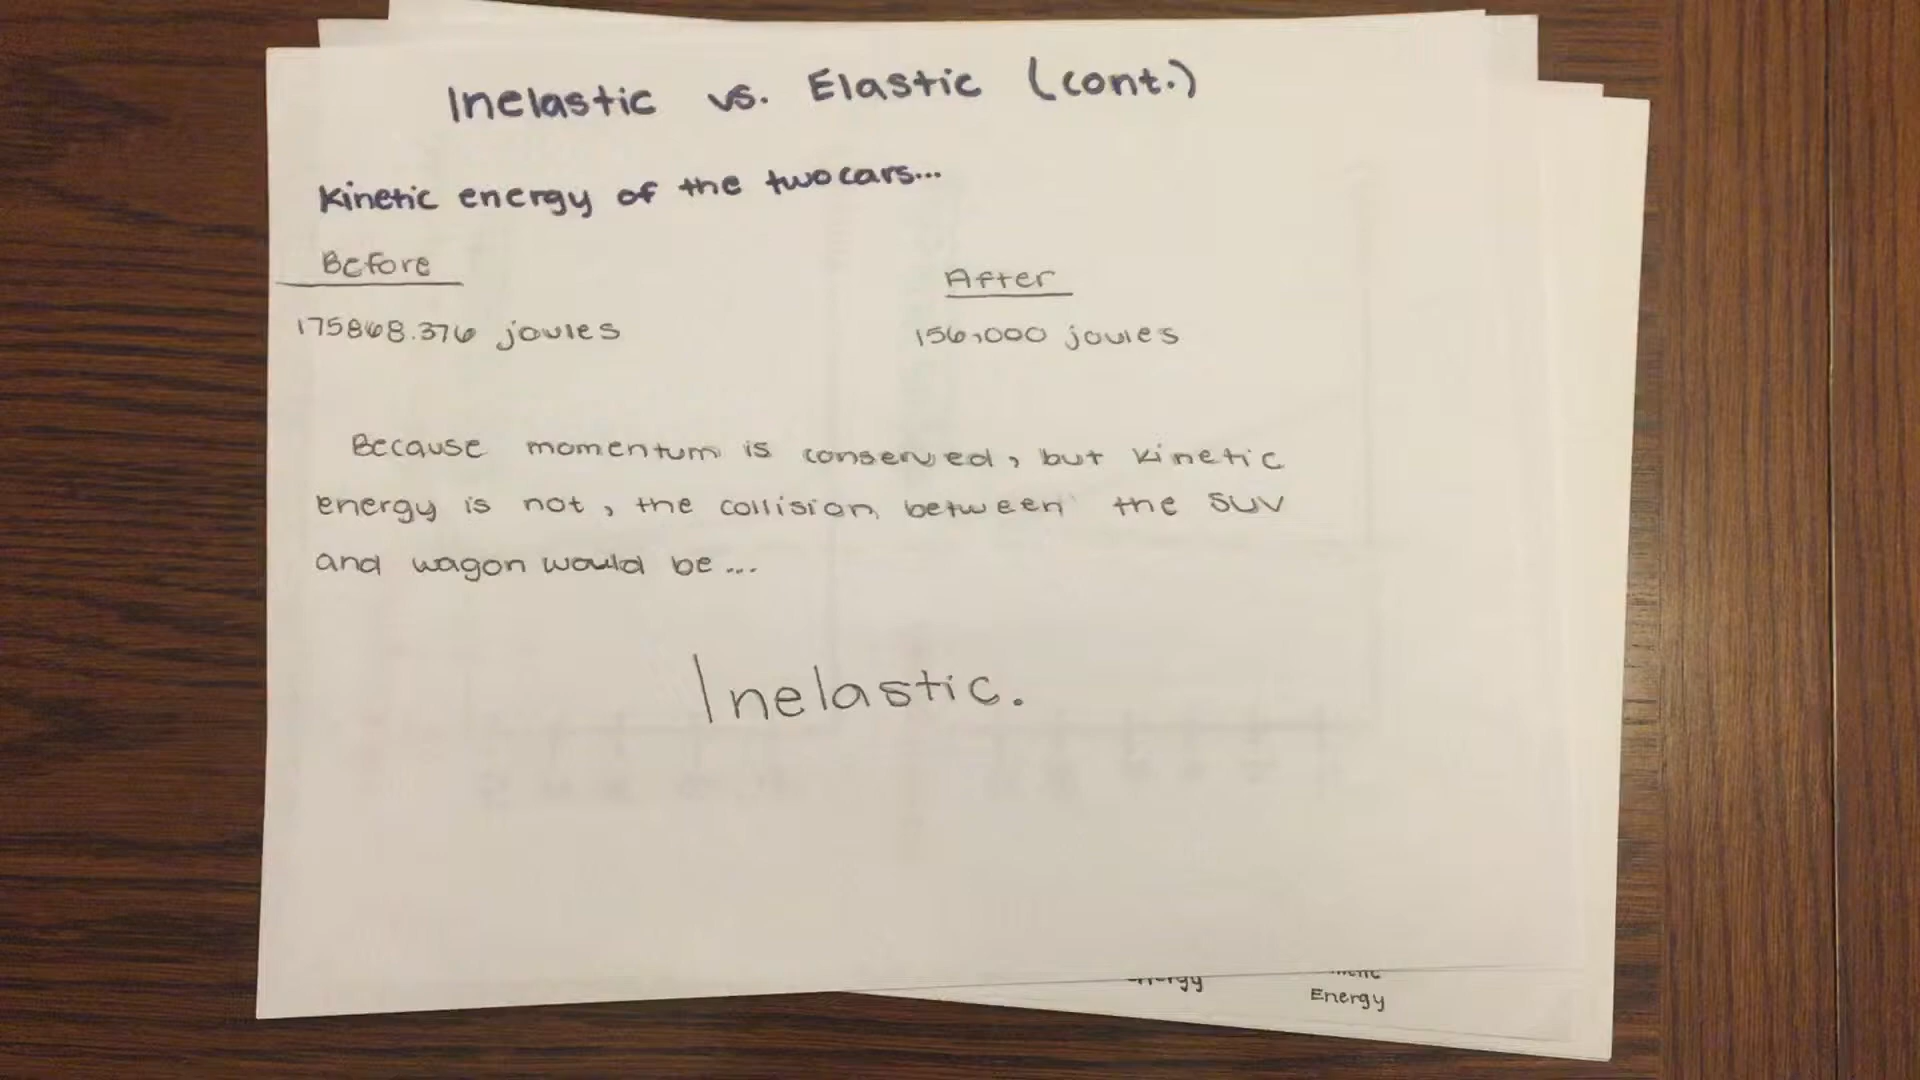 Inelastic vs. Elastic (cont.)
Kinetic energy of the two cars...
Before
After
175868.376 joules
156,000 joules
Because momentum is conserved, but kinetic
energy is not, the collision between the SUV
and wagon would be...
Inelastic.
Energy